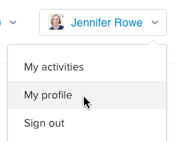 Jennifer Rowe
My activities
My profile
Sign out